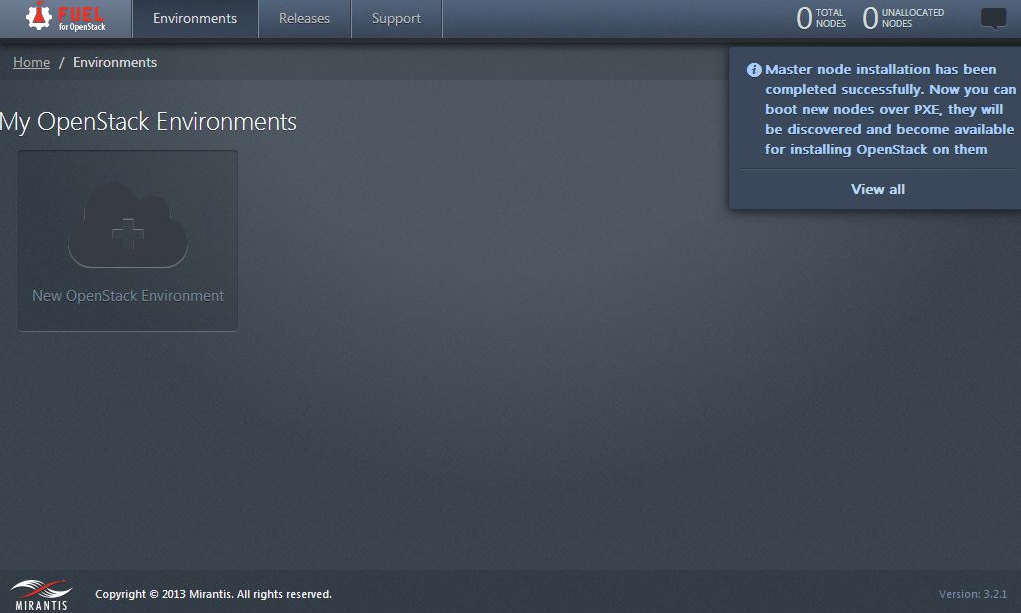 FUEL
for OpenStack
Environments
Releases
Support
0 TOTAL NODES
0 UNALLOCATED NODES
Home / Environments
Master node installation has been
completed successfully. Now you can
boot new nodes over PXE, they will
be discovered and become available
for installing OpenStack on them
View all
My OpenStack Environments
New OpenStack Environment
MIRANTIS
Copyright © 2013 Mirantis. All rights reserved.
Version: 3.2.1